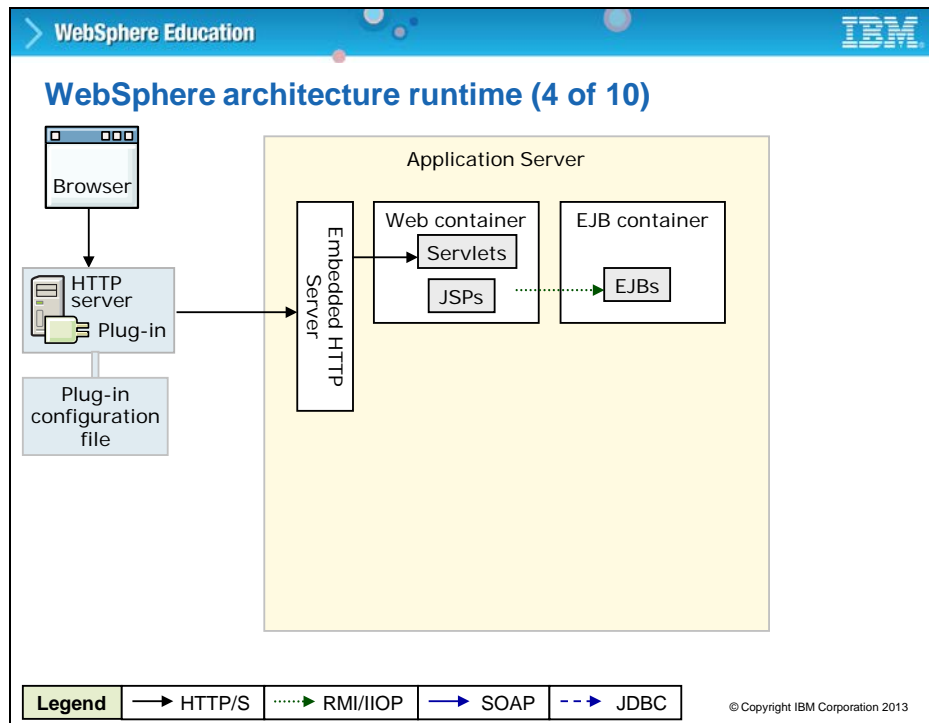 WebSphere Education
IBM.
WebSphere architecture runtime (4 of 10)
Browser
HTTP
server
Plug-in
Plug-in
configuration
file
Application Server
Embedded HTTP
Server
Web container
Servlets
JSPs
EJB container
EJBs
Legend
HTTP/S
RMI/IIOP
SOAP
JDBC
© Copyright IBM Corporation 2013